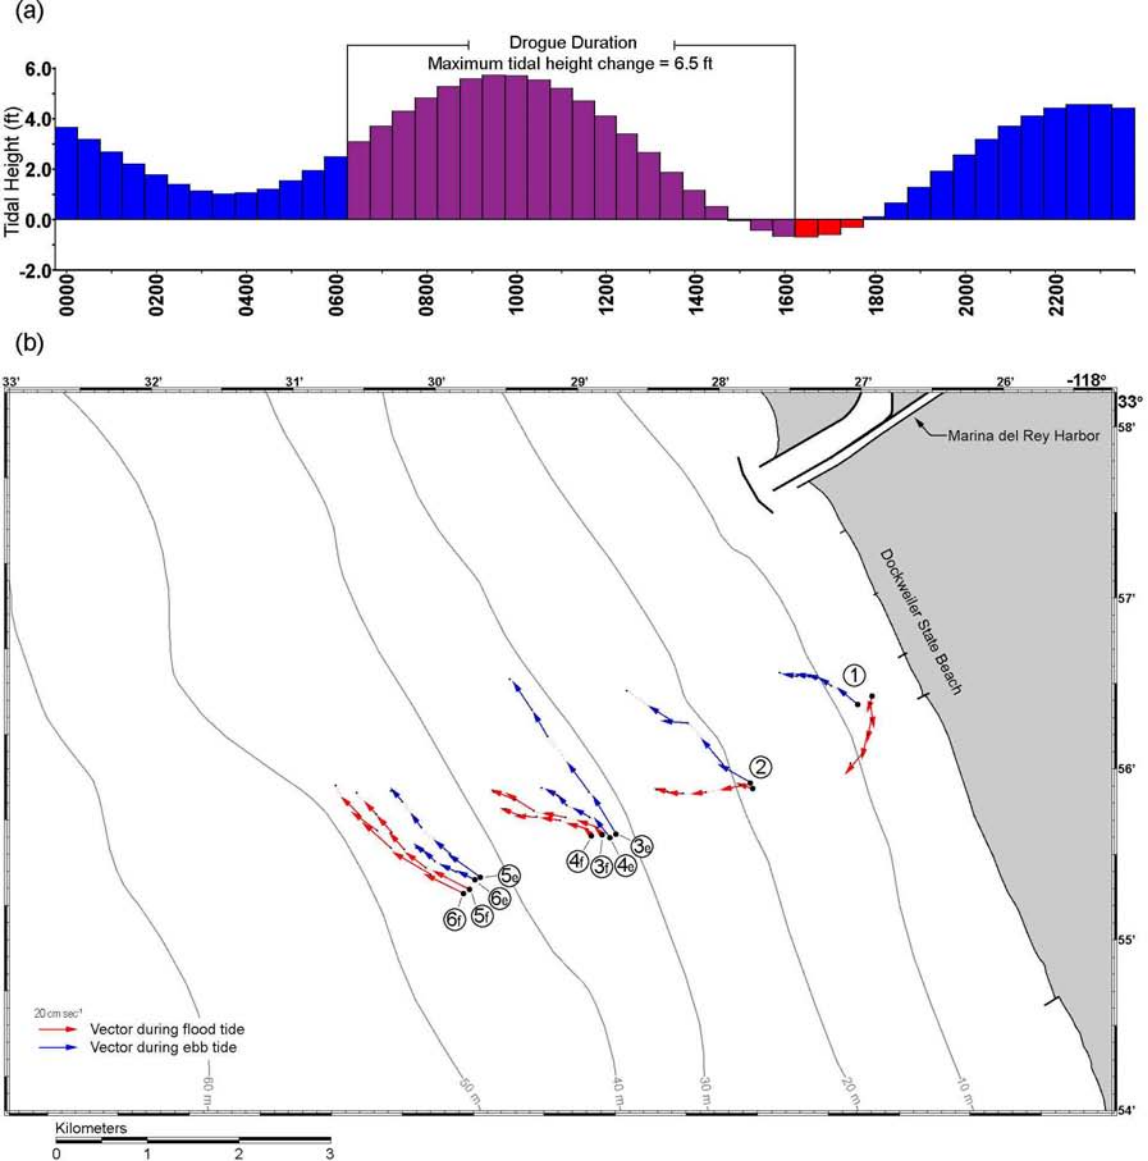 (a)
Drogue Duration
Maximum tidal height change = 6.5 ft
6.0
4.0
2.0
0.0
-2.0
Tidal Height (ft)
0000 0200 0400 0600 0800 1000 1200 1400 1600 1800 2000 2200
(b)
33' 32' 31' 30' 29' 28' 27' 26' -118°
33°
58'
Marina del Rey Harbor
Dockweiler State Beach
57'
1
56'
2
3e
4f 3f 4e
5e
6e
6f 5f
55'
20 cm sec-1
Vector during flood tide
Vector during ebb tide
60 m 50 m 40 m 30 m 20 m 10 m
54'
Kilometers
0 1 2 3